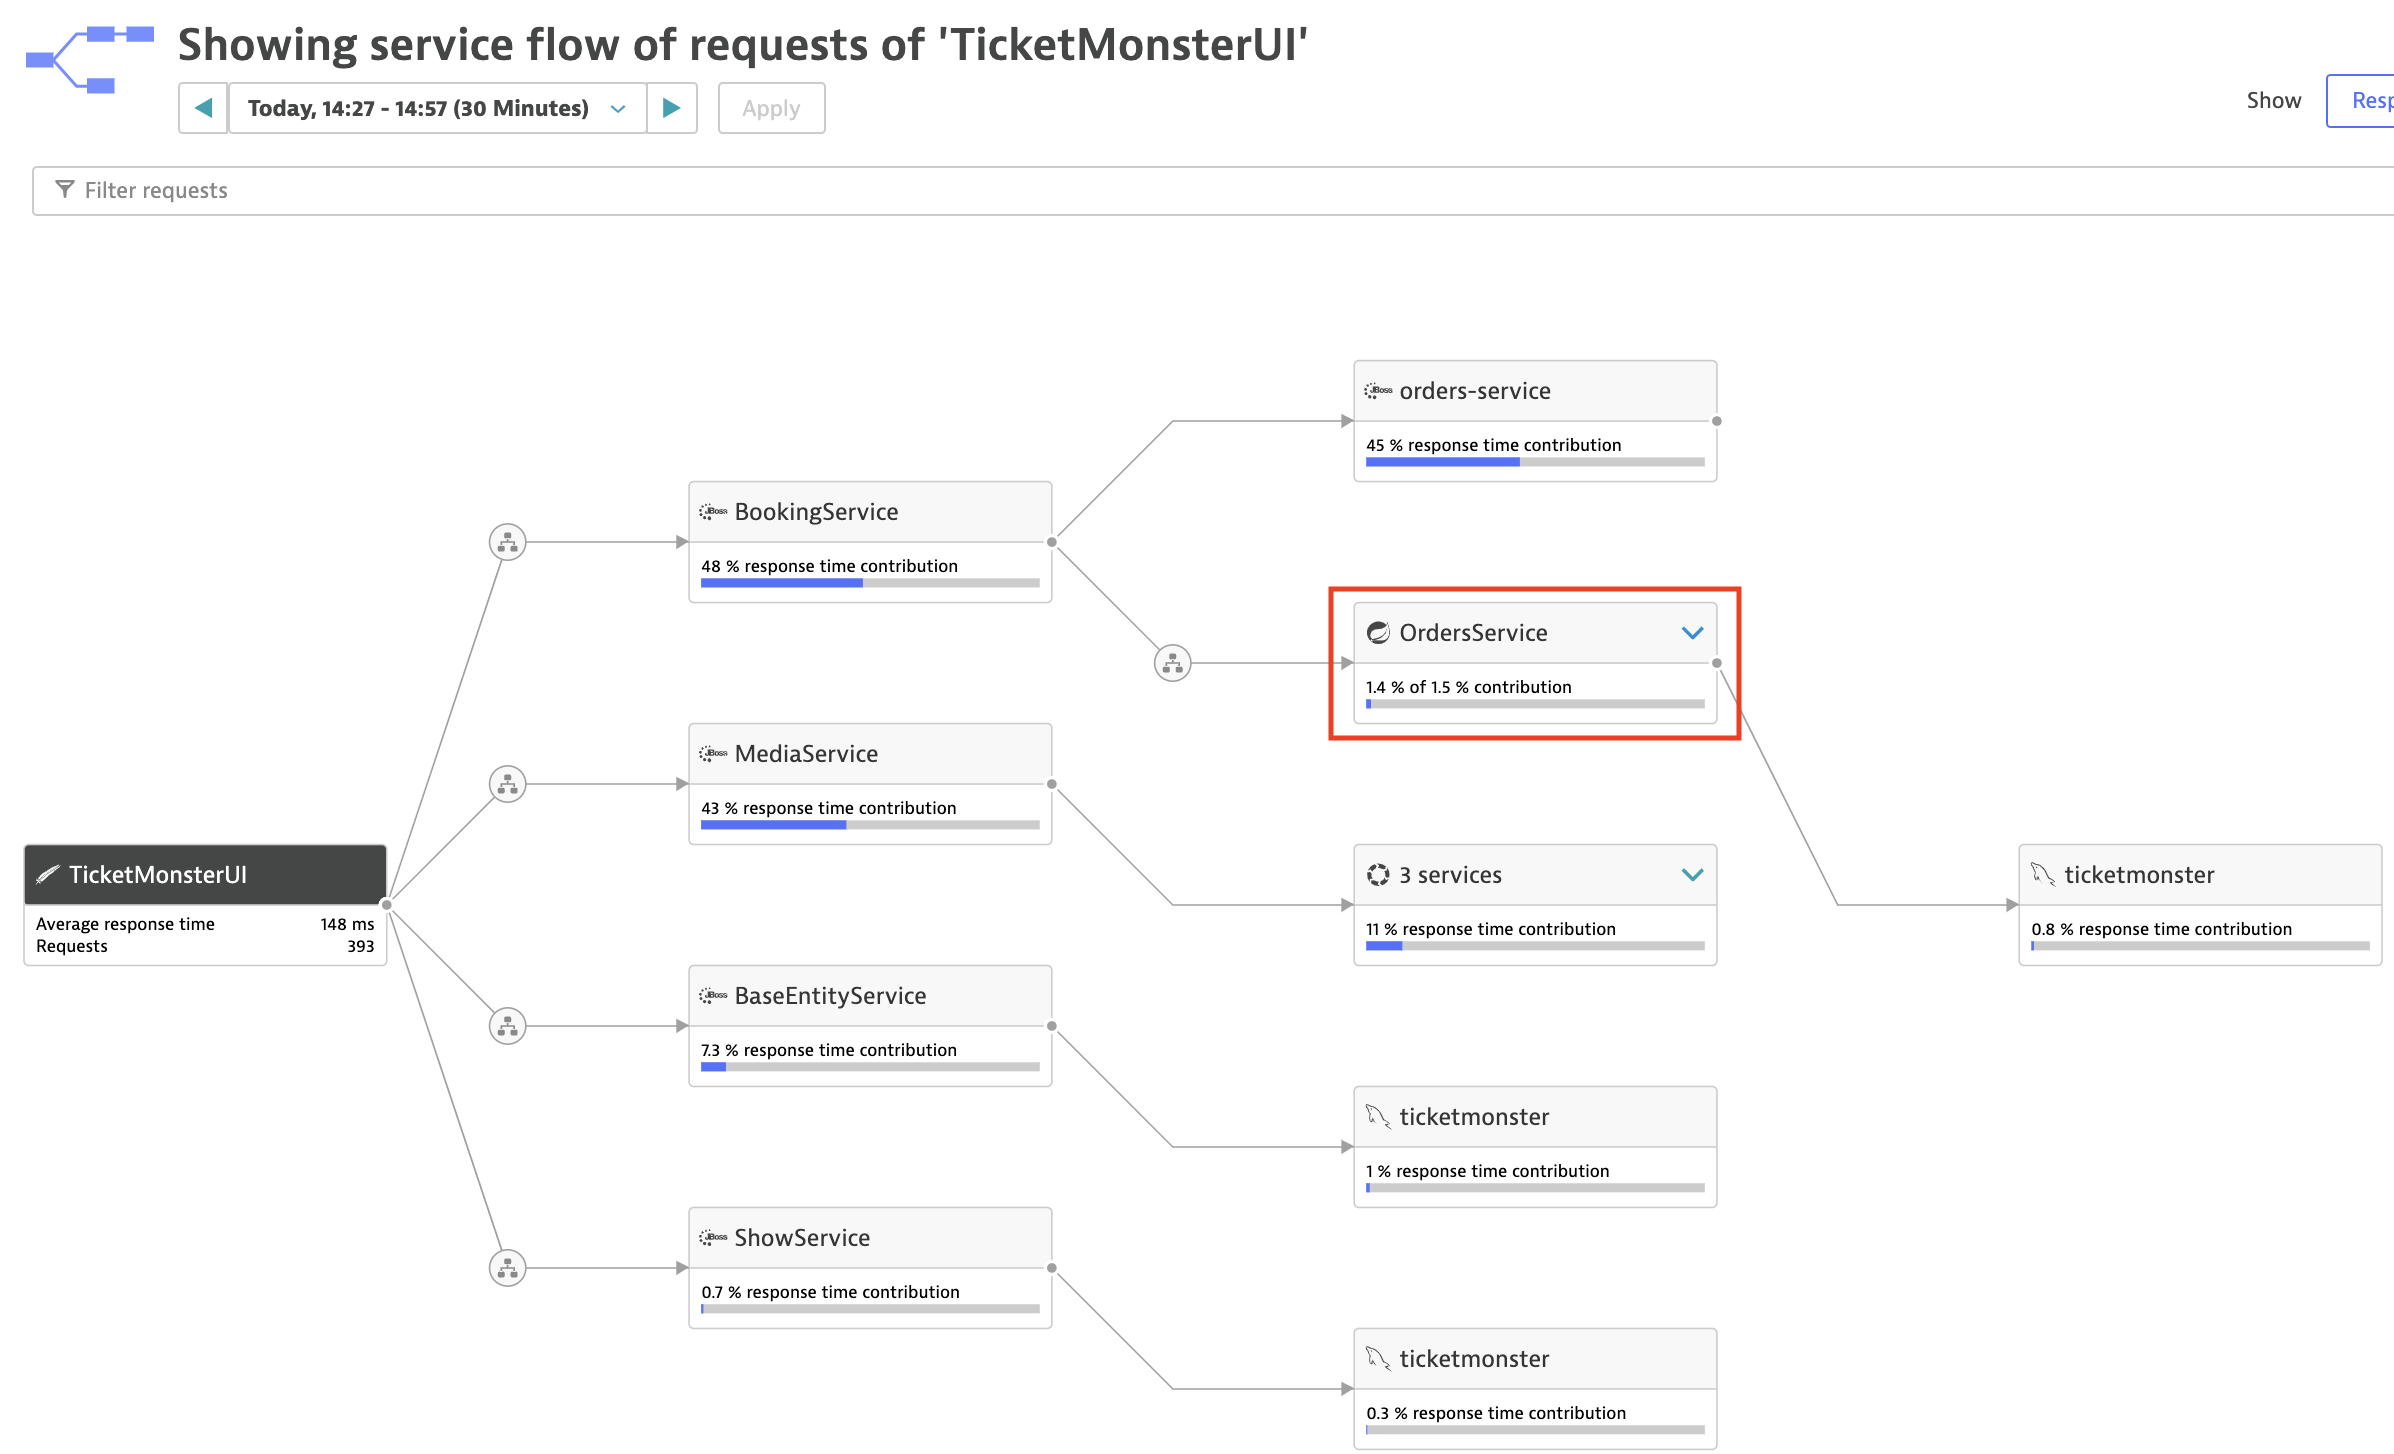 Showing service flow of requests of 'TicketMonsterUI'
Today, 14:27 - 14:57 (30 Minutes)
Apply
Show
Resp
Filter requests
orders-service
45 % response time contribution
BookingService
48 % response time contribution
OrdersService
1.4 % of 1.5 % contribution
MediaService
43 % response time contribution
TicketMonsterUI
Average response time 148 ms
Requests 393
3 services
11 % response time contribution
ticketmonster
0.8 % response time contribution
BaseEntityService
7.3 % response time contribution
ticketmonster
1 % response time contribution
ShowService
0.7 % response time contribution
ticketmonster
0.3 % response time contribution